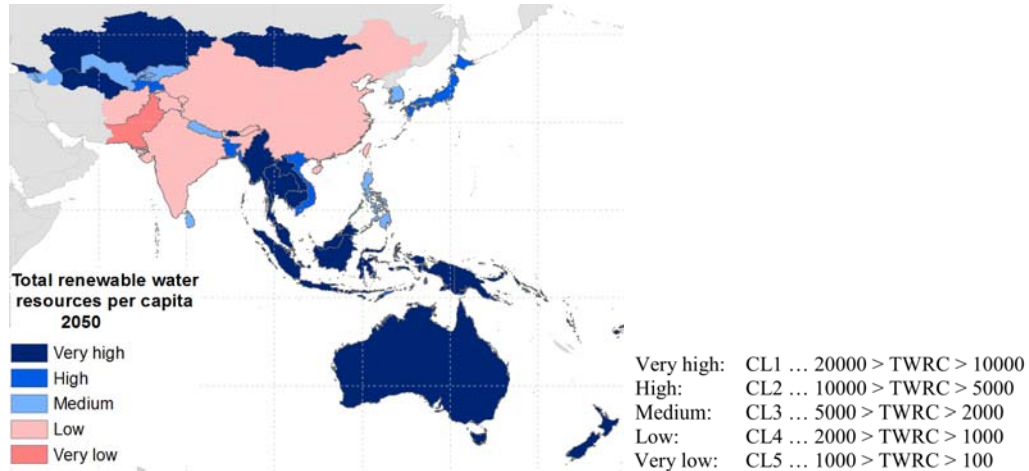 Total renewable water
resources per capita
2050
Very high
High
Medium
Low
Very low
Very high: CL1 … 20000 > TWRC > 10000
High: CL2 … 10000 > TWRC > 5000
Medium: CL3 … 5000 > TWRC > 2000
Low: CL4 … 2000 > TWRC > 1000
Very low: CL5 … 1000 > TWRC > 100